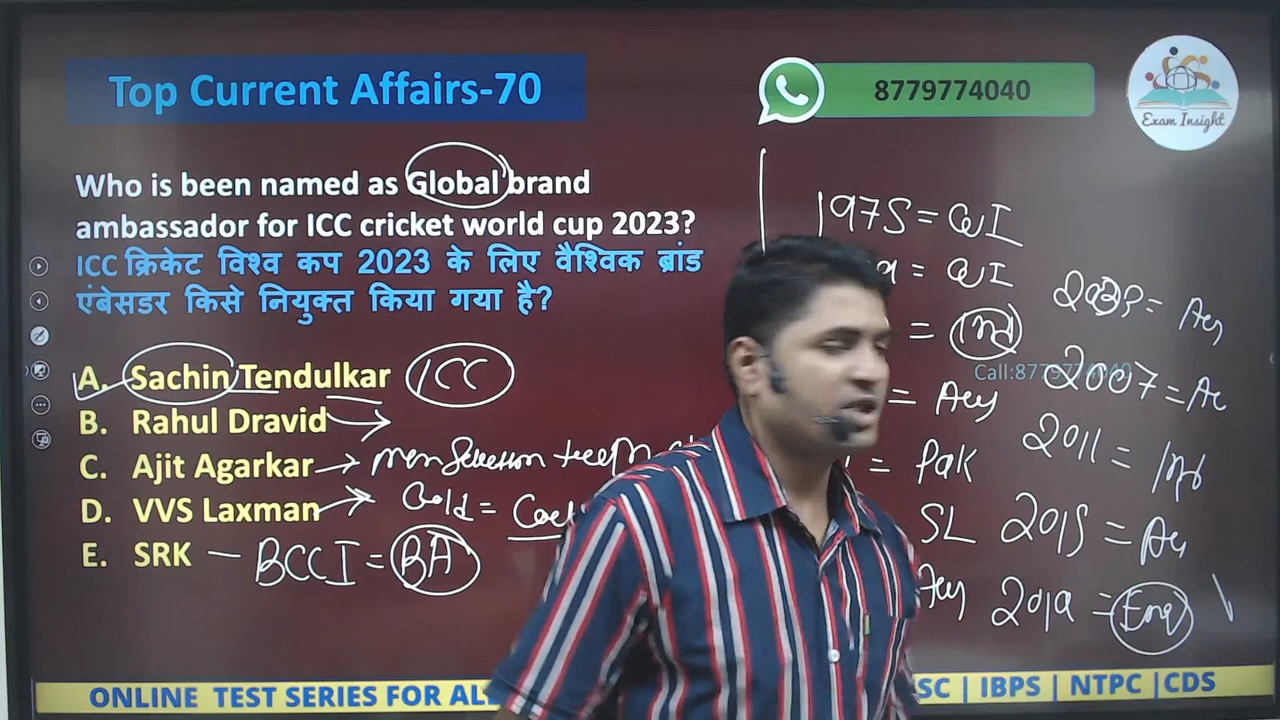 Top Current Affairs-70
8779774040
Exam Insight
Who is been named as Global brand
ambassador for ICC cricket world cup 2023?
ICC क्रिकेट विश्व कप 2023 के लिए वैश्विक ब्रांड
एंबेसडर किसे नियुक्त किया गया है?
A. Sachin Tendulkar ICC
B. Rahul Dravid
C. Ajit Agarkar
D. VVS Laxman Gold =
E. SRK - BCCI = BA
1975 = WI
= WI
= Ind
= Aus
= Pak
SL
Aus
= Aus
2007 = Au
2011 = Ind
2015 = Aus
2019 = Eng
Call:8779774040
ONLINE TEST SERIES FOR AL
SC | IBPS | NTPC |CDS